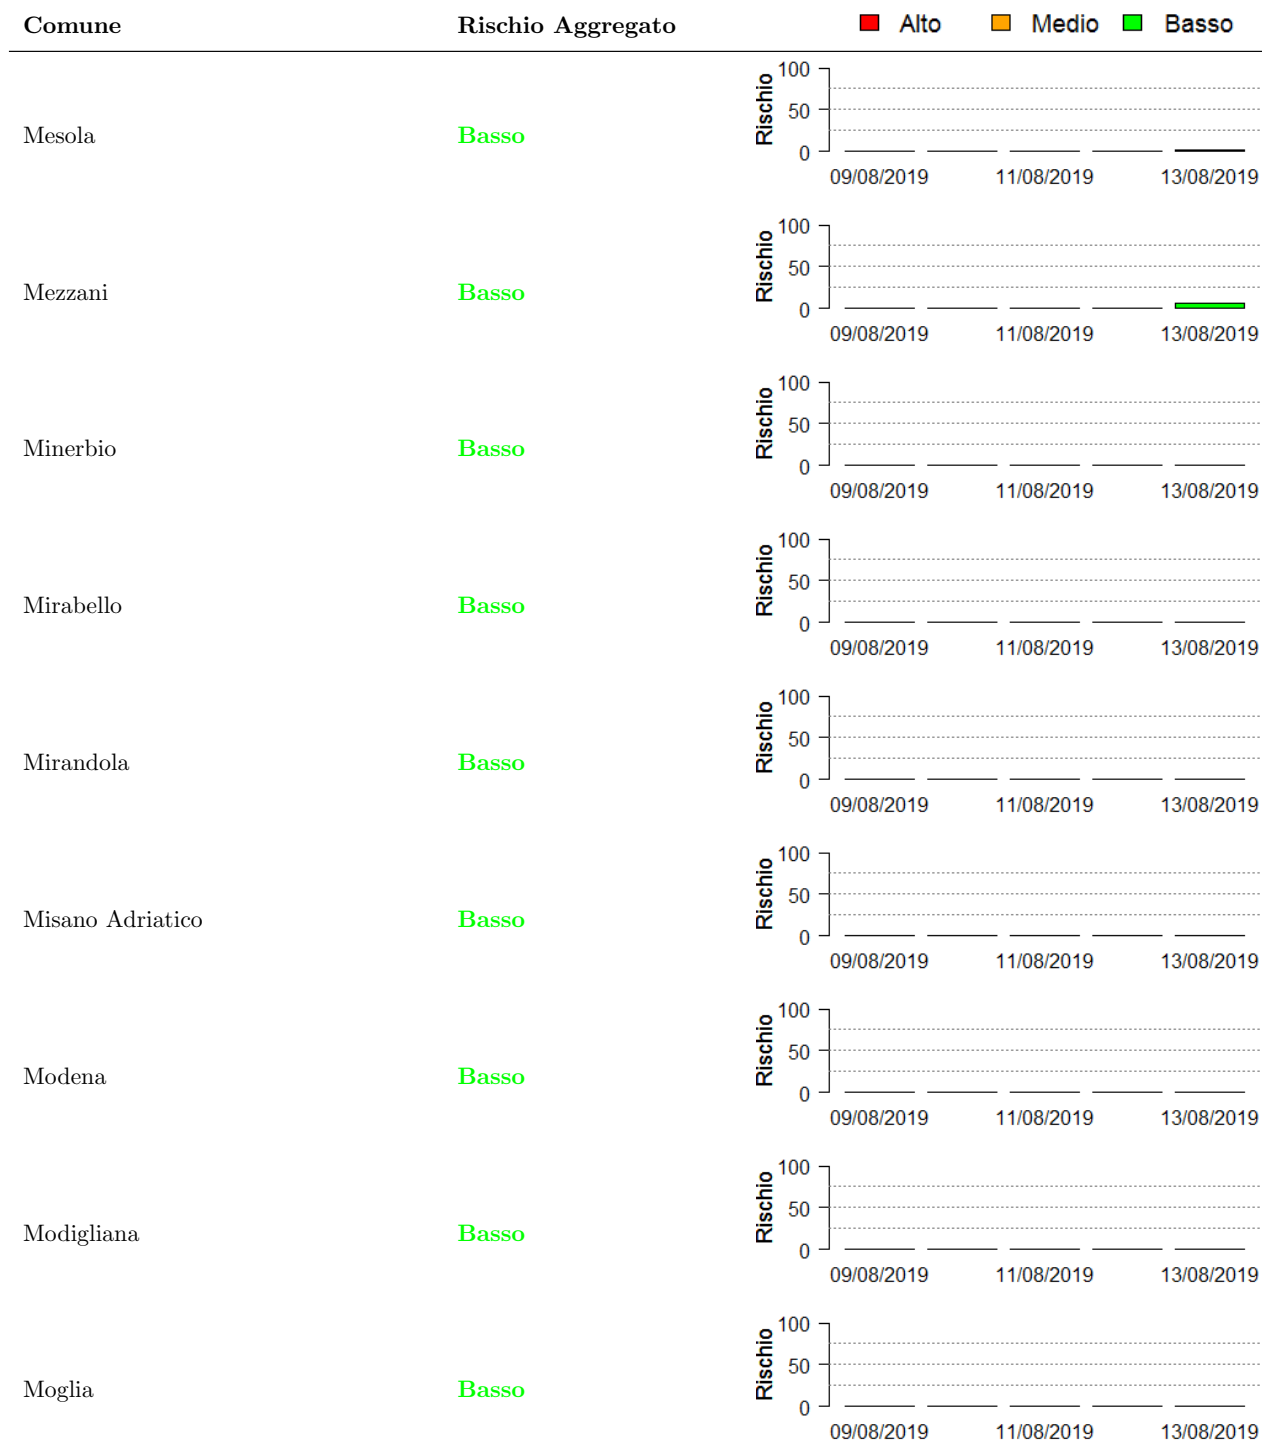 Comune Rischio Aggregato Alto Medio Basso
Mesola Basso Rischio 100 50 0
09/08/2019 11/08/2019 13/08/2019
Mezzani Basso Rischio 100 50 0
09/08/2019 11/08/2019 13/08/2019
Minerbio Basso Rischio 100 50 0
09/08/2019 11/08/2019 13/08/2019
Mirabello Basso Rischio 100 50 0
09/08/2019 11/08/2019 13/08/2019
Mirandola Basso Rischio 100 50 0
09/08/2019 11/08/2019 13/08/2019
Misano Adriatico Basso Rischio 100 50 0
09/08/2019 11/08/2019 13/08/2019
Modena Basso Rischio 100 50 0
09/08/2019 11/08/2019 13/08/2019
Modigliana Basso Rischio 100 50 0
09/08/2019 11/08/2019 13/08/2019
Moglia Basso Rischio 100 50 0
09/08/2019 11/08/2019 13/08/2019